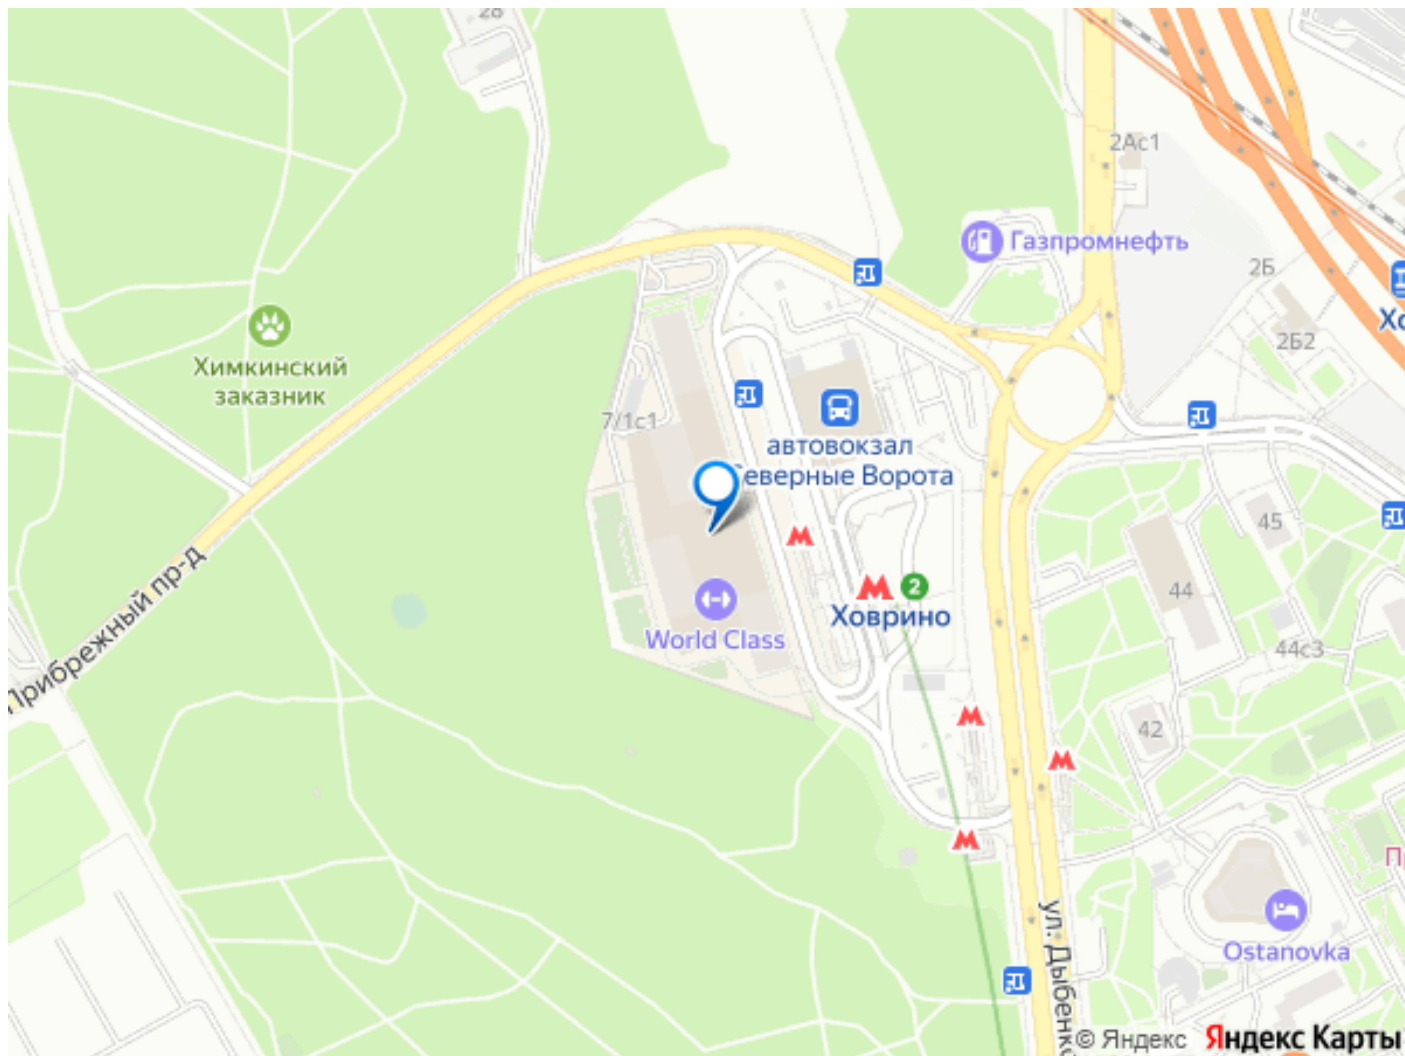 28
2Ас1
Газпромнефть
2Б
2Б2
Химкинский
заказник
7/1с1
автовокзал
Северные Ворота
45
44
2
Ховрино
World Class
44с3
42
Прибрежный пр-д
Ostanovka
ул. Дыбенко
© Яндекс Яндекс Карты